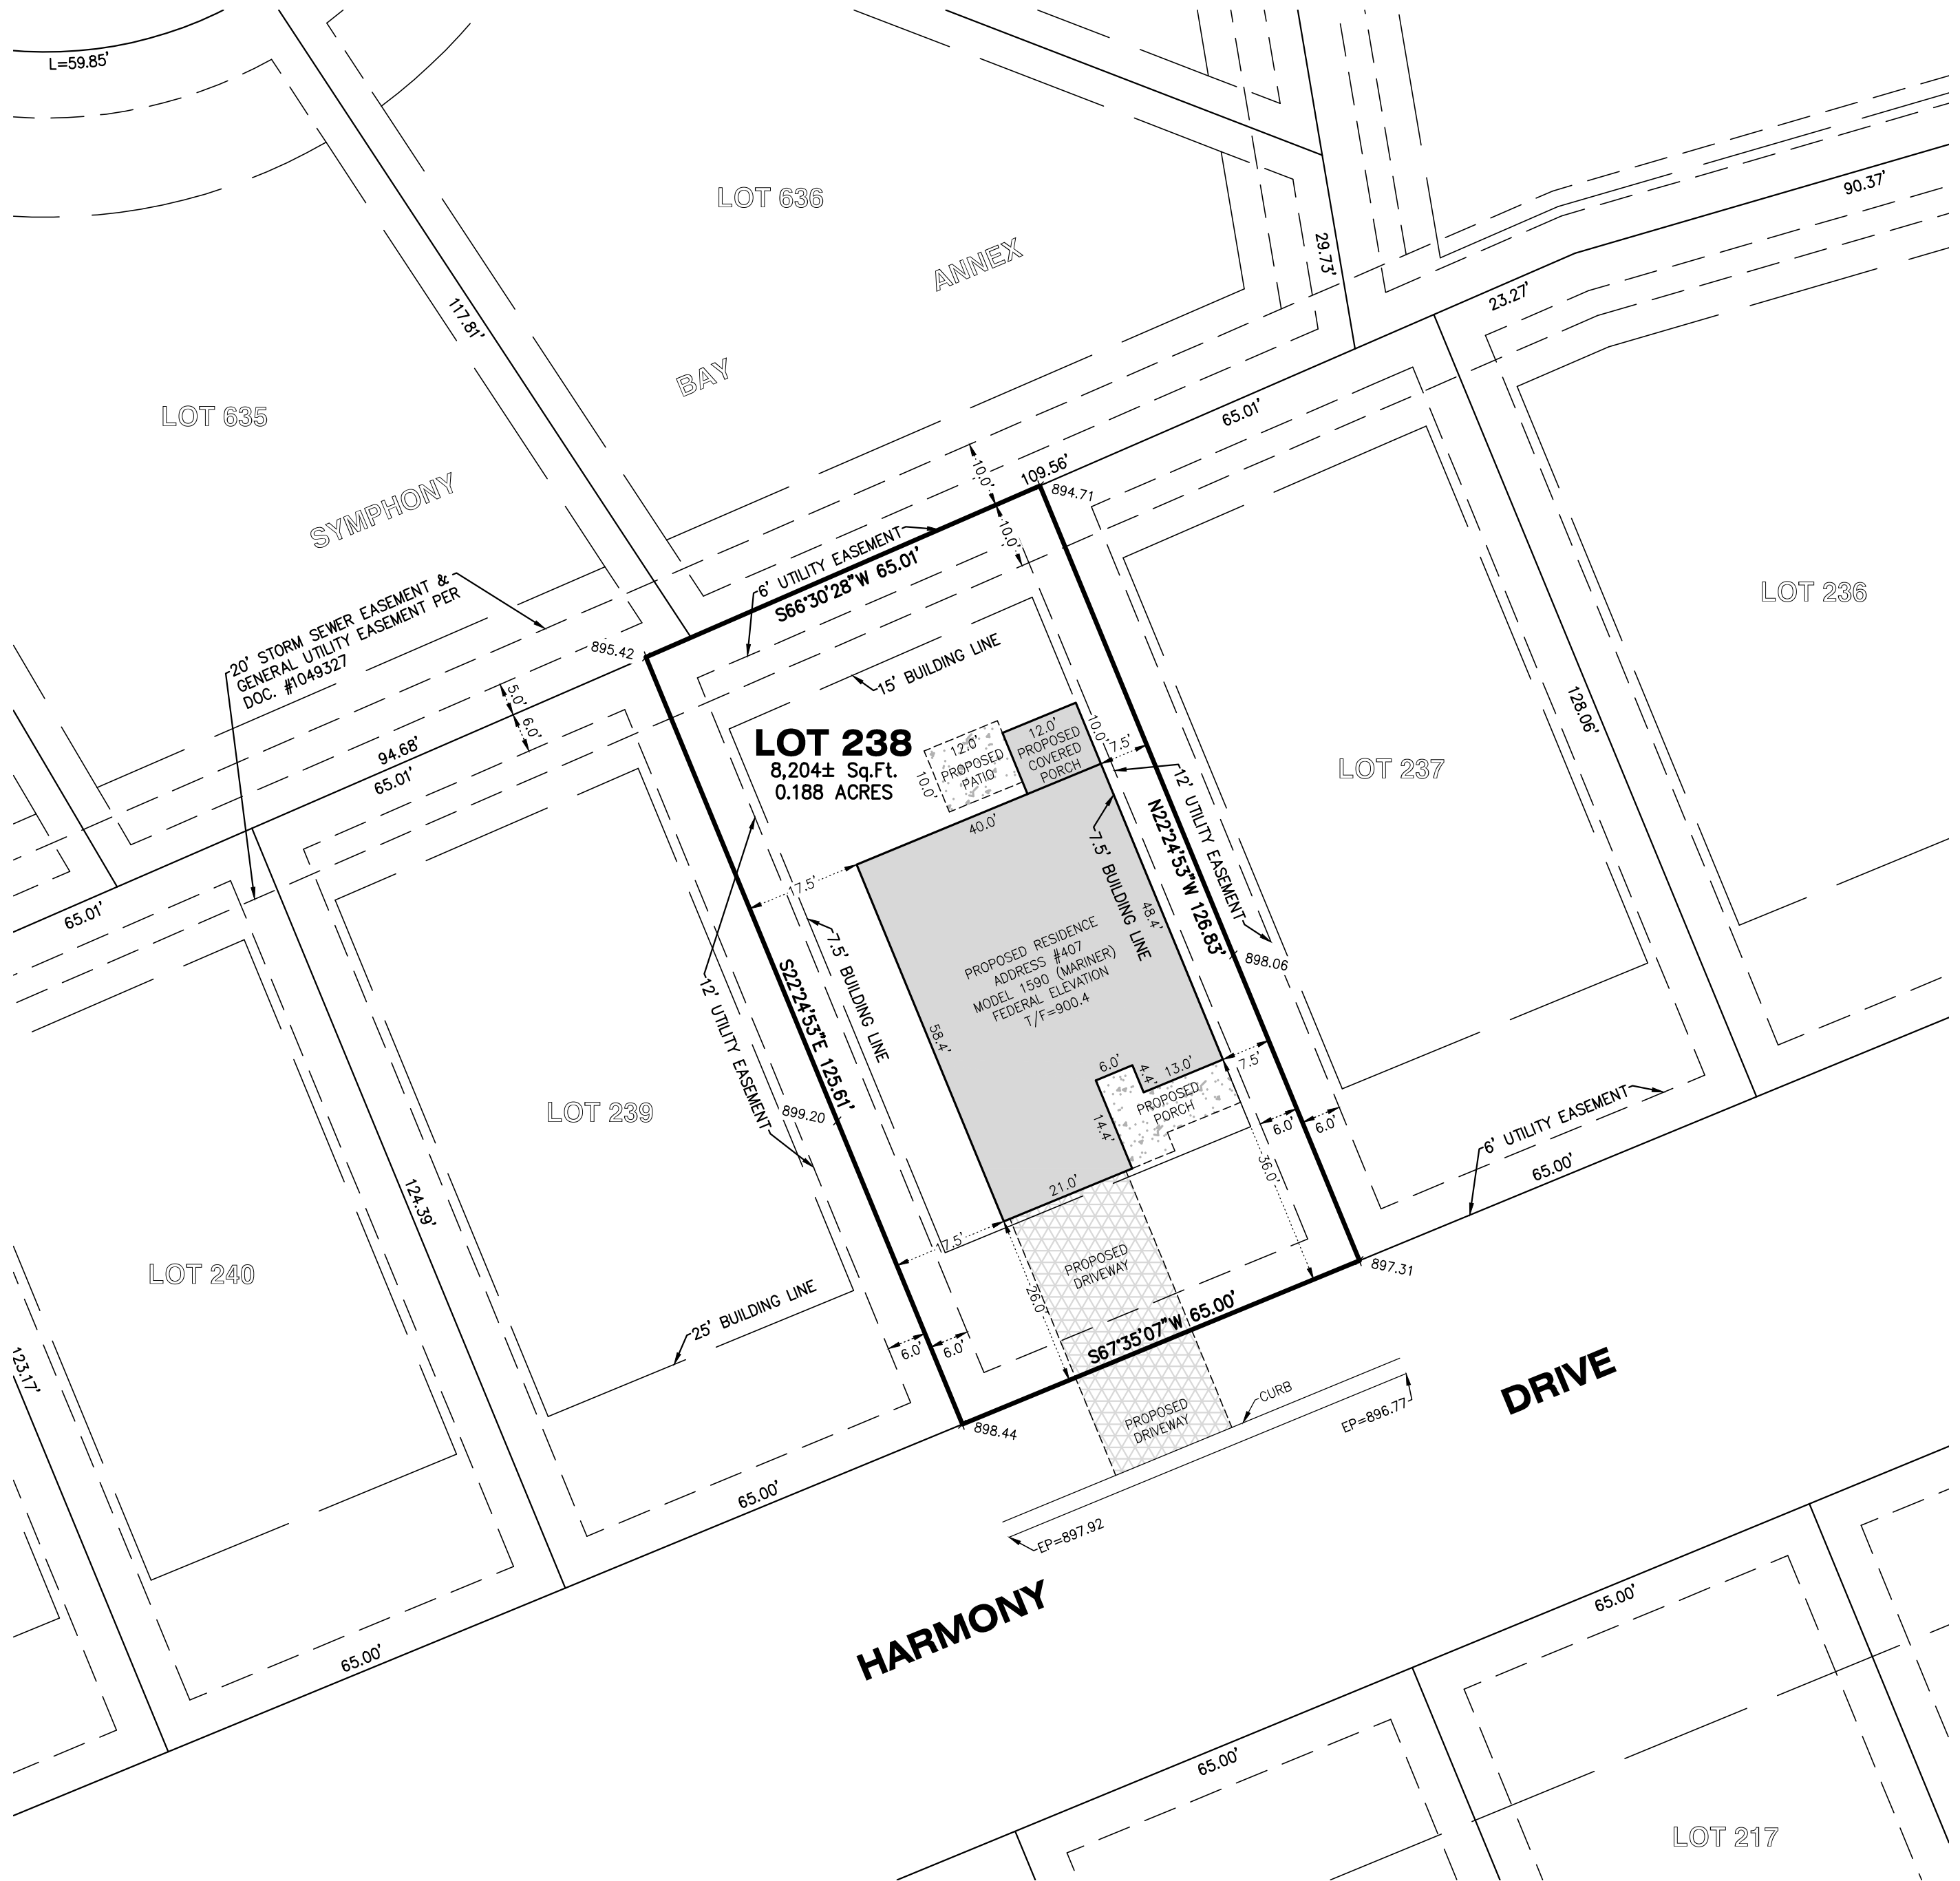 L=59.85'
LOT 636
ANNEX
90.37'
29.73'
23.27'
117.81'
BAY
65.01'
LOT 635
109.56'
894.71
10.0'
10.0'
SYMPHONY
6' UTILITY EASEMENT
S66°30'28"W 65.01'
LOT 236
20' STORM SEWER EASEMENT &
GENERAL UTILITY EASEMENT PER
DOC. #1049327
895.42
15' BUILDING LINE
5.0'
6.0'
128.06'
94.68'
65.01'
LOT 238
8,204± Sq.Ft.
0.188 ACRES
12.0'
PROPOSED
PATIO
10.0'
12.0'
PROPOSED
COVERED
PORCH
10.0'
7.5'
LOT 237
12' UTILITY EASEMENT
40.0'
7.5' BUILDING LINE
N22°24'53"W 126.83'
65.01'
17.5'
48.4'
7.5' BUILDING LINE
PROPOSED RESIDENCE
ADDRESS #407
MODEL 1590 (MARINER)
FEDERAL ELEVATION
T/F=900.4
898.06
S22°24'53"E 125.61'
12' UTILITY EASEMENT
58.4'
6.0'
4.4'
13.0'
7.5'
PROPOSED
PORCH
14.4'
LOT 239
899.20
6.0'
6.0'
6' UTILITY EASEMENT
65.00'
36.0'
124.39'
21.0'
17.5'
LOT 240
PROPOSED
DRIVEWAY
897.31
26.0'
25' BUILDING LINE
6.0'
6.0'
S67°35'07"W 65.00'
123.17'
DRIVE
CURB
EP=896.77
PROPOSED
DRIVEWAY
898.44
65.00'
EP=897.92
HARMONY
65.00'
65.00'
65.00'
LOT 217